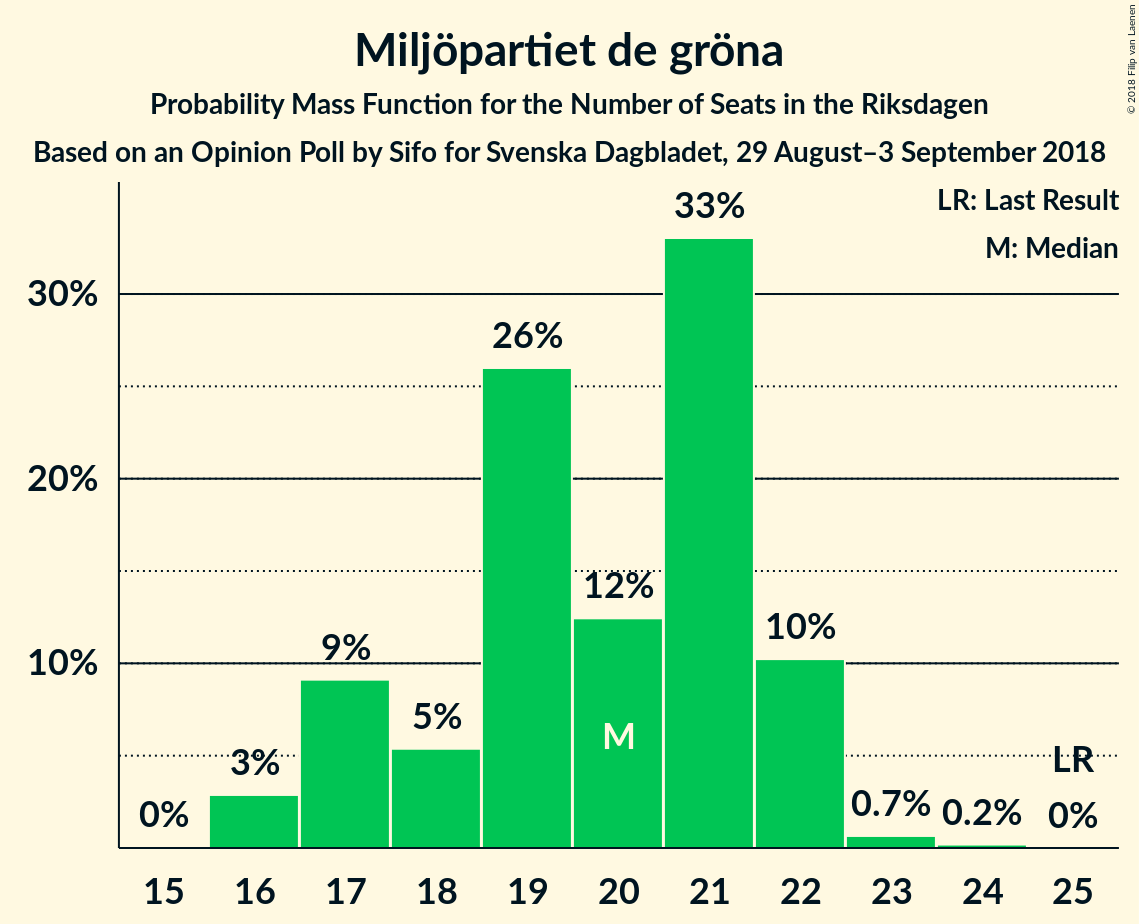 Miljöpartiet de gröna
Probability Mass Function for the Number of Seats in the Riksdagen
Based on an Opinion Poll by Sifo for Svenska Dagbladet, 29 August–3 September 2018
© 2018 Filip van Laenen
LR: Last Result
M: Median
33%
30%
26%
20%
12%
10%
9%
10%
5%
M
3%
LR
0%
0.7%
0.2%
0%
15 16 17 18 19 20 21 22 23 24 25